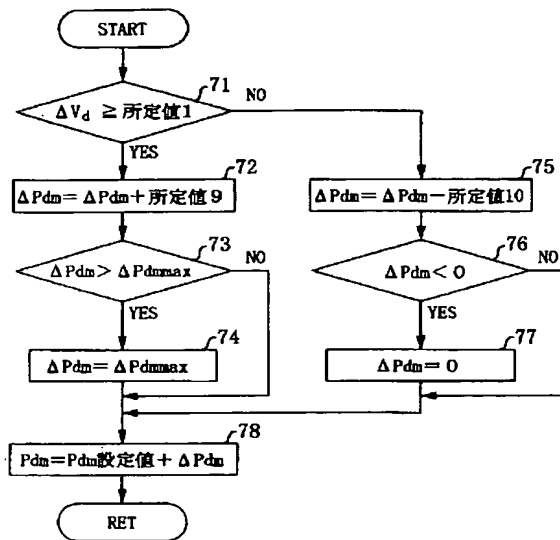 START
71
ΔVd ≧ 所定値1
NO
YES
72
ΔPdm=ΔPdm+所定値9
75
ΔPdm=ΔPdm-所定値10
73
ΔPdm>ΔPdmmax
NO
YES
76
ΔPdm<0
NO
YES
74
ΔPdm=ΔPdmmax
77
ΔPdm=0
78
Pdm=Pdm設定値+ΔPdm
RET